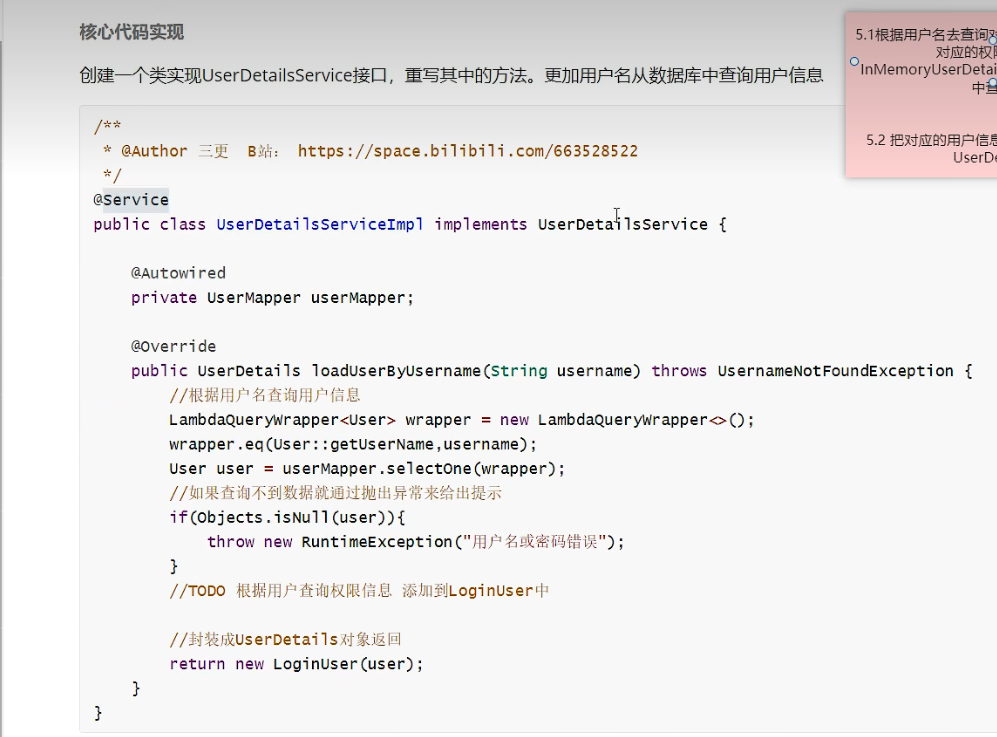 核心代码实现
创建一个类实现UserDetailsService接口，重写其中的方法。更加用户名从数据库中查询用户信息
/**
 * @Author 三更  B站： https://space.bilibili.com/663528522
 */
@Service
public class UserDetailsServiceImpl implements UserDetailsService {
    @Autowired
    private UserMapper userMapper;
    @Override
    public UserDetails loadUserByUsername(String username) throws UsernameNotFoundException {
        //根据用户名查询用户信息
        LambdaQueryWrapper<User> wrapper = new LambdaQueryWrapper<>();
        wrapper.eq(User::getUserName,username);
        User user = userMapper.selectOne(wrapper);
        //如果查询不到数据就通过抛出异常来给出提示
        if(Objects.isNull(user)){
            throw new RuntimeException("用户名或密码错误");
        }
        //TODO 根据用户查询权限信息 添加到LoginUser中
        //封装成UserDetails对象返回
        return new LoginUser(user);
    }
}
5.1根据用户名去查询
对应的权
InMemoryUserDetai
中
5.2 把对应的用户信息
UserDe